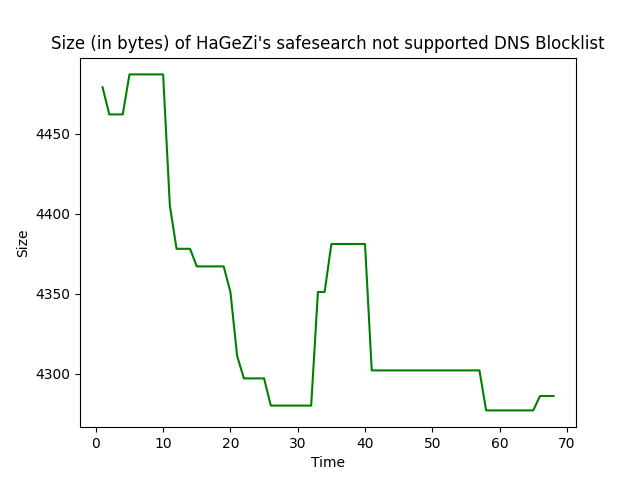 Size (in bytes) of HaGeZi's safesearch not supported DNS Blocklist
4450
4400
4350
4300
Size
0 10 20 30 40 50 60 70
Time